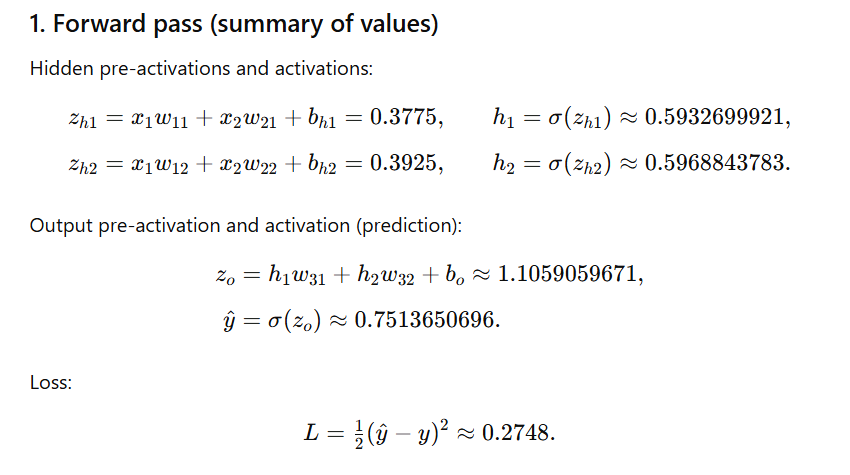 1. Forward pass (summary of values)
Hidden pre-activations and activations:
z_{h1} = x_1w_{11} + x_2w_{21} + b_{h1} = 0.3775, h_1 = σ(z_{h1}) ≈ 0.5932699921,
z_{h2} = x_1w_{12} + x_2w_{22} + b_{h2} = 0.3925, h_2 = σ(z_{h2}) ≈ 0.5968843783.
Output pre-activation and activation (prediction):
z_o = h_1w_{31} + h_2w_{32} + b_o ≈ 1.1059059671,
ŷ = σ(z_o) ≈ 0.7513650696.
Loss:
L = \frac{1}{2}(ŷ − y)^2 ≈ 0.2748.